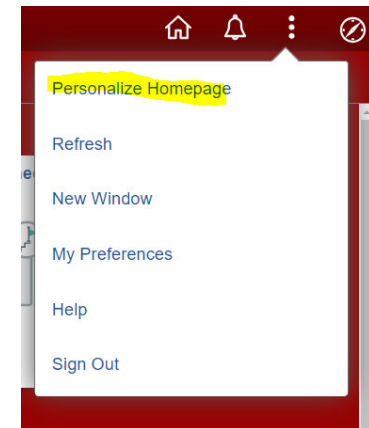 Personalize Homepage
Refresh
New Window
My Preferences
Help
Sign Out